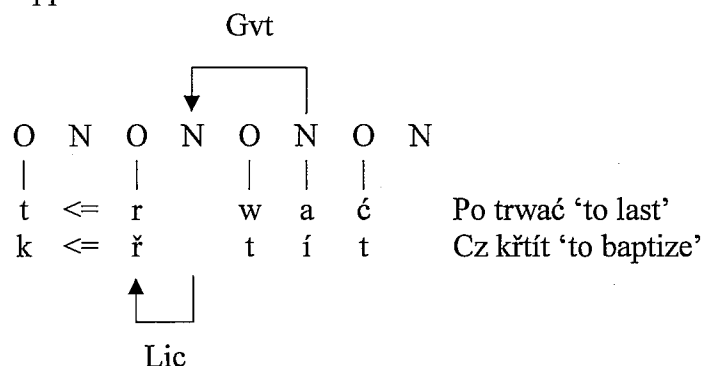 Gvt
O N O N O N O N
t <= r w a ć Po trwać ‘to last’
k <= ř t í t Cz křtít ‘to baptize’
Lic